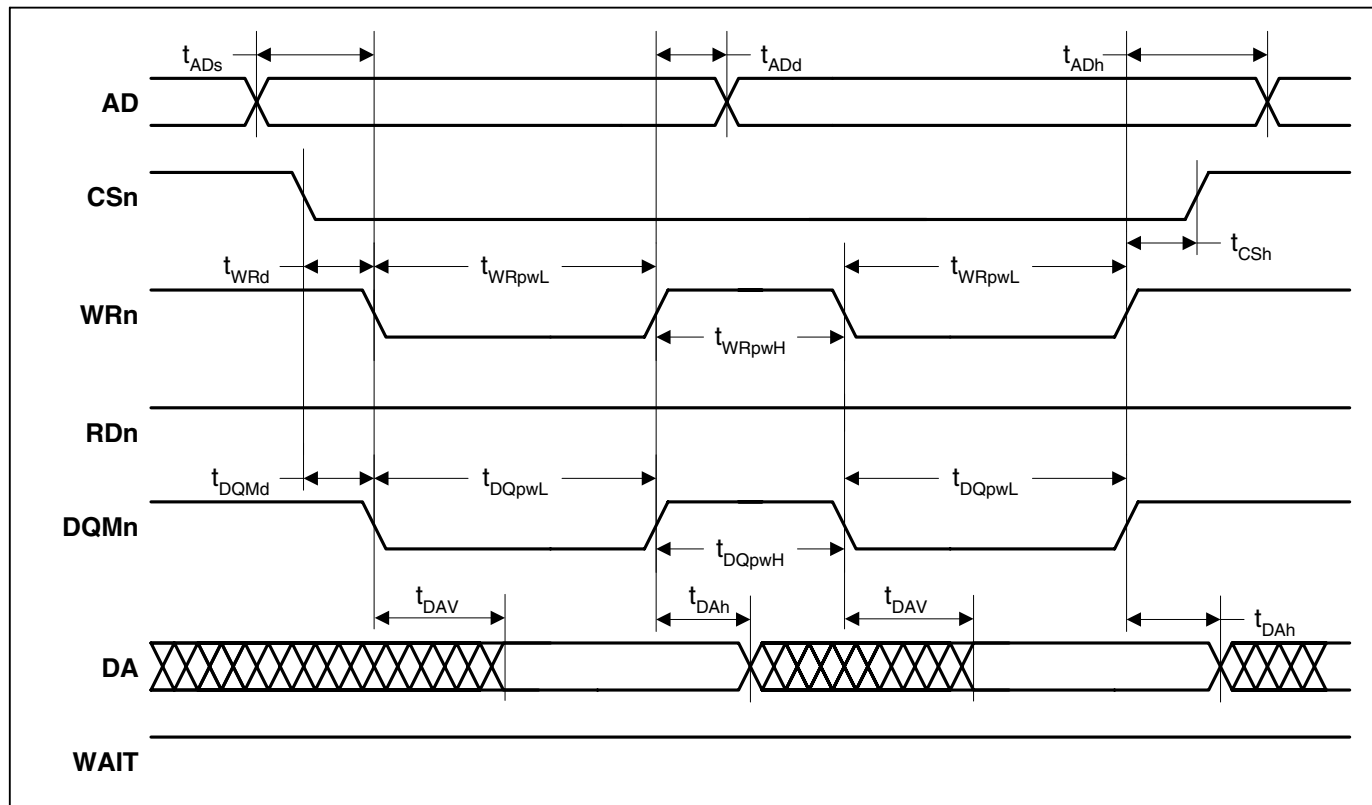 tADs
tADd
tADh
AD
CSn
tCSh
tWRd
tWRpwL
tWRpwL
WRn
tWRpwH
RDn
tDQMd
tDQpwL
tDQpwL
DQMn
tDQpwH
tDAV
tDAh
tDAV
tDAh
DA
WAIT